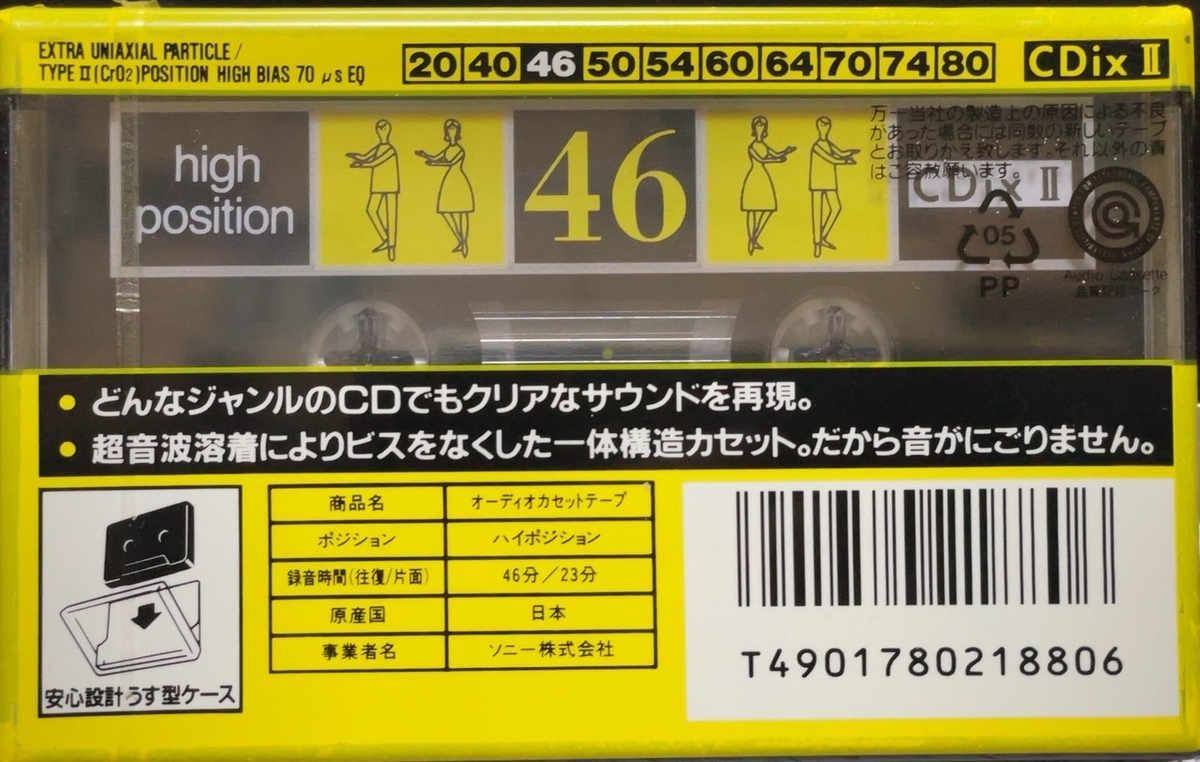 EXTRA UNIAXIAL PARTICLE/
TYPE II (CrO2) POSITION HIGH BIAS 70 μs EQ
20 40 46 50 54 60 64 70 74 80
CDix II
high
position
46
万一当社の製造上の原因による不良
があった場合には同数の新しいテープ
とお取りかえ致します。それ以外の責
はご容赦願います。
CDix II
05
PP
Audio Cassette
• どんなジャンルのCDでもクリアなサウンドを再現。
• 超音波溶着によりビスをなくした一体構造カセット。だから音がにごりません。
安心設計うす型ケース
商品名 オーディオカセットテープ
ポジション ハイポジション
録音時間(往復/片面) 46分/23分
原産国 日本
事業者名 ソニー株式会社
T4901780218806